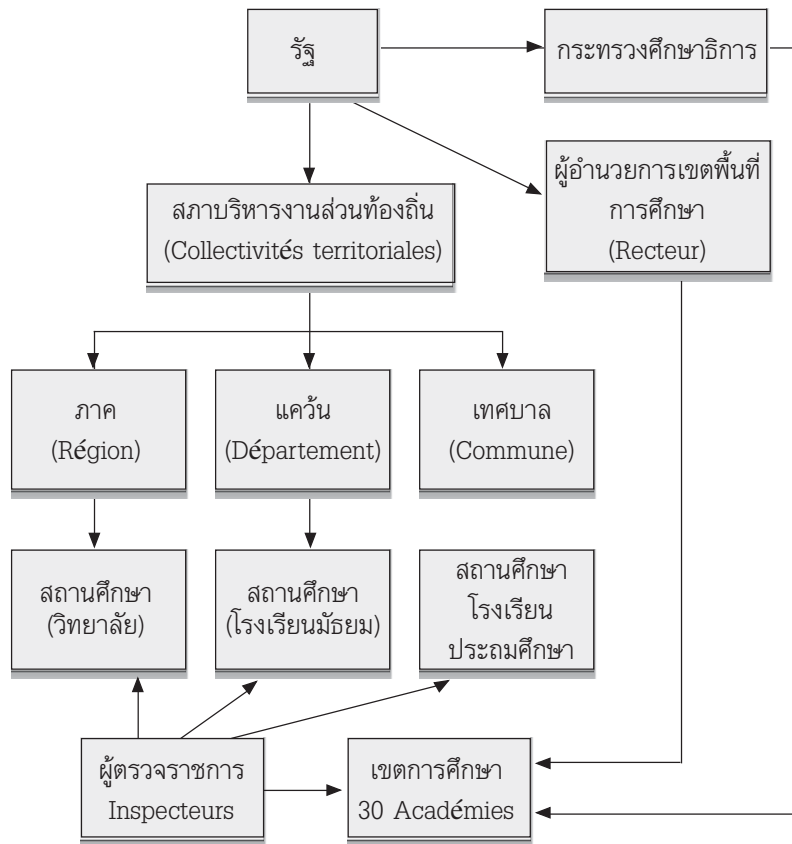 รัฐ
กระทรวงศึกษาธิการ
สภาบริหารงานส่วนท้องถิ่น
(Collectivités territoriales)
ผู้อำนวยการเขตพื้นที่
การศึกษา
(Recteur)
ภาค
(Région)
แคว้น
(Département)
เทศบาล
(Commune)
สถานศึกษา
(วิทยาลัย)
สถานศึกษา
(โรงเรียนมัธยม)
สถานศึกษา
โรงเรียน
ประถมศึกษา
ผู้ตรวจราชการ
Inspecteurs
เขตการศึกษา
30 Académies